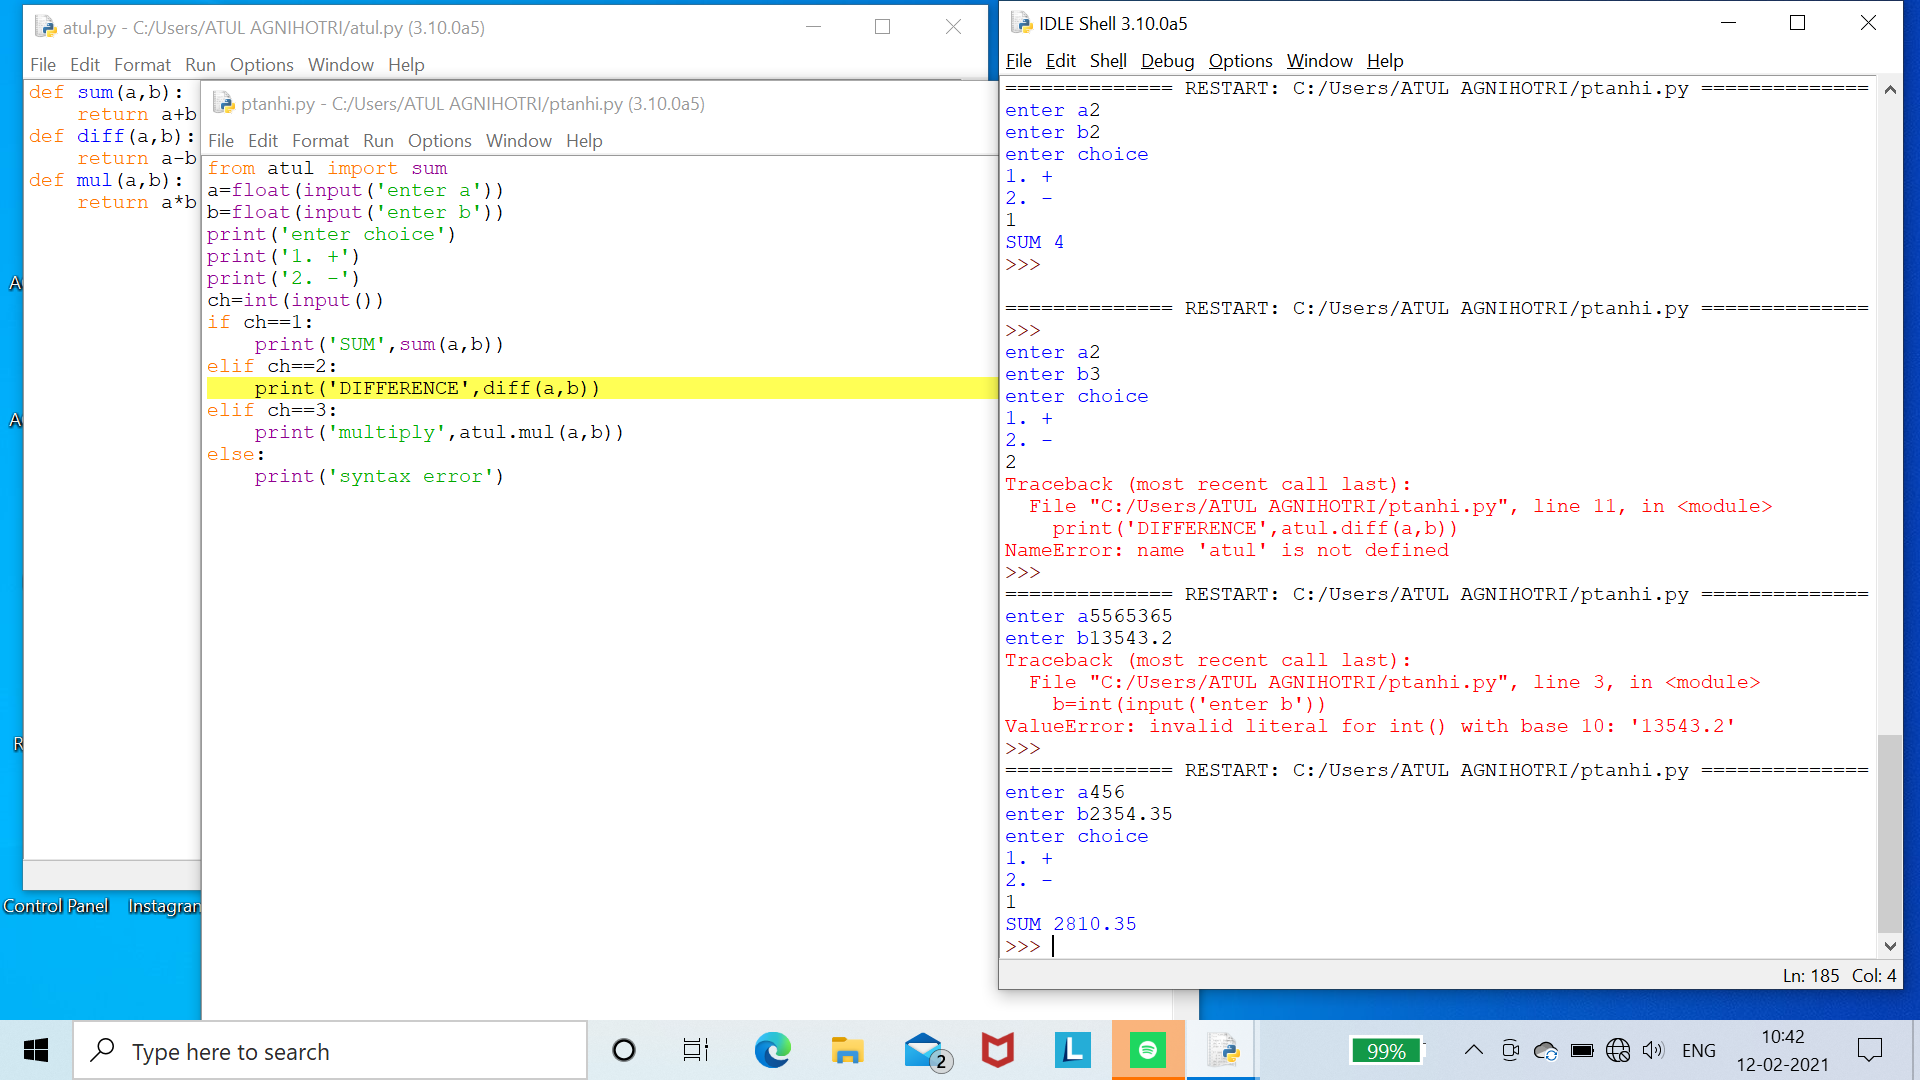 atul.py - C:/Users/ATUL AGNIHOTRI/atul.py (3.10.0a5)
File Edit Format Run Options Window Help
def sum(a,b):
    return a+b
def diff(a,b):
    return a-b
def mul(a,b):
    return a*b
ptanhi.py - C:/Users/ATUL AGNIHOTRI/ptanhi.py (3.10.0a5)
File Edit Format Run Options Window Help
from atul import sum
a=float(input('enter a'))
b=float(input('enter b'))
print('enter choice')
print('1. +')
print('2. -')
ch=int(input())
if ch==1:
    print('SUM',sum(a,b))
elif ch==2:
    print('DIFFERENCE',diff(a,b))
elif ch==3:
    print('multiply',atul.mul(a,b))
else:
    print('syntax error')
IDLE Shell 3.10.0a5
File Edit Shell Debug Options Window Help
============== RESTART: C:/Users/ATUL AGNIHOTRI/ptanhi.py ==============
enter a2
enter b2
enter choice
1. +
2. -
1
SUM 4
>>>
============== RESTART: C:/Users/ATUL AGNIHOTRI/ptanhi.py ==============
>>>
enter a2
enter b3
enter choice
1. +
2. -
2
Traceback (most recent call last):
  File "C:/Users/ATUL AGNIHOTRI/ptanhi.py", line 11, in <module>
    print('DIFFERENCE',atul.diff(a,b))
NameError: name 'atul' is not defined
>>>
============== RESTART: C:/Users/ATUL AGNIHOTRI/ptanhi.py ==============
enter a5565365
enter b13543.2
Traceback (most recent call last):
  File "C:/Users/ATUL AGNIHOTRI/ptanhi.py", line 3, in <module>
    b=int(input('enter b'))
ValueError: invalid literal for int() with base 10: '13543.2'
>>>
============== RESTART: C:/Users/ATUL AGNIHOTRI/ptanhi.py ==============
enter a456
enter b2354.35
enter choice
1. +
2. -
1
SUM 2810.35
>>>
Ln: 185 Col: 4
Control Panel
Instagran
Type here to search
2
L
99%
ENG
10:42
12-02-2021